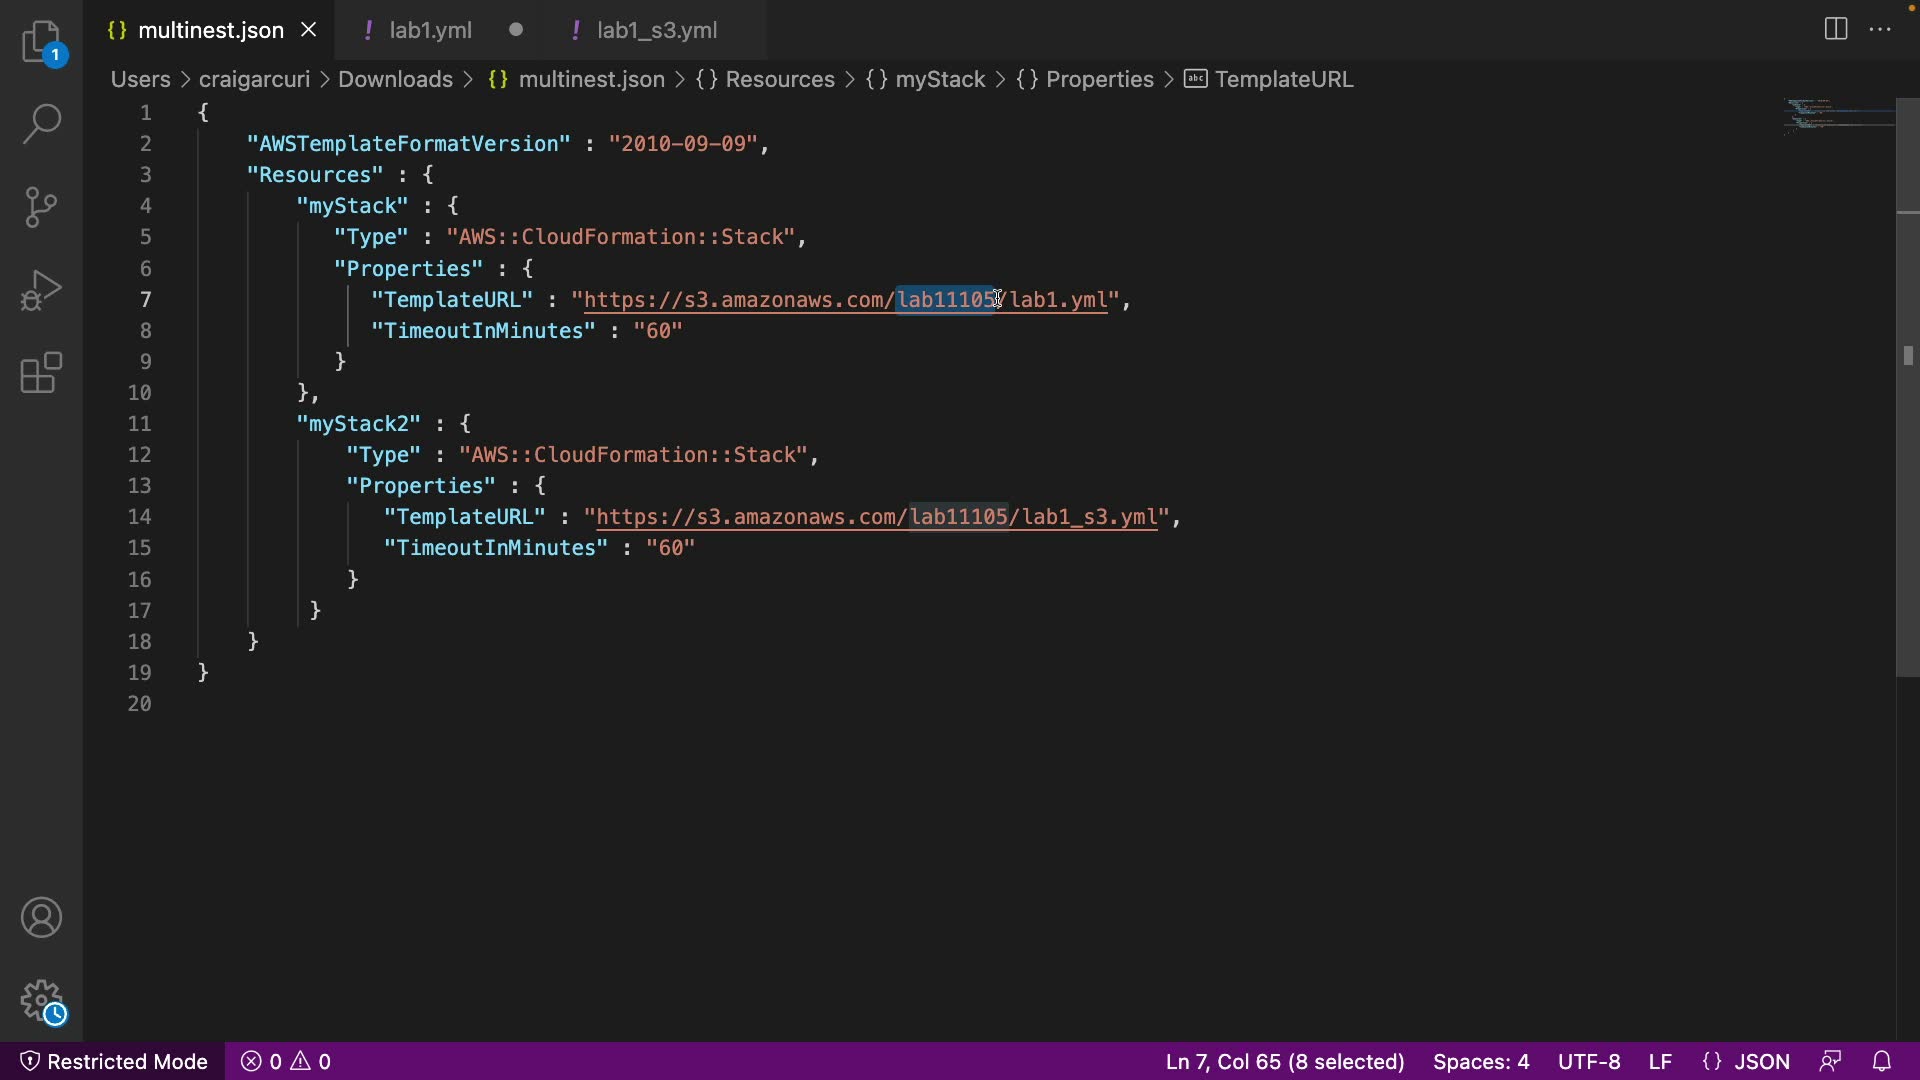 1
{} multinest.json
! lab1.yml
! lab1_s3.yml
Users > craigarcuri > Downloads > {} multinest.json > {} Resources > {} myStack > {} Properties > abc TemplateURL
1 {
2 "AWSTemplateFormatVersion" : "2010-09-09",
3 "Resources" : {
4 "myStack" : {
5 "Type" : "AWS::CloudFormation::Stack",
6 "Properties" : {
7 "TemplateURL" : "https://s3.amazonaws.com/lab11105/lab1.yml",
8 "TimeoutInMinutes" : "60"
9 }
10 },
11 "myStack2" : {
12 "Type" : "AWS::CloudFormation::Stack",
13 "Properties" : {
14 "TemplateURL" : "https://s3.amazonaws.com/lab11105/lab1_s3.yml",
15 "TimeoutInMinutes" : "60"
16 }
17 }
18 }
19 }
20
Restricted Mode 0 0 Ln 7, Col 65 (8 selected) Spaces: 4 UTF-8 LF {} JSON